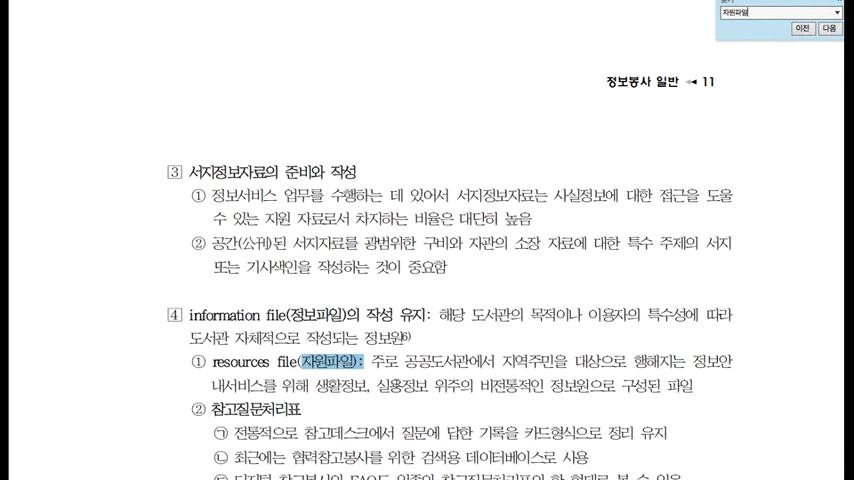 자원파일
이전 다음
정보봉사 일반 ◂◂ 11
3 서지정보자료의 준비와 작성
① 정보서비스 업무를 수행하는 데 있어서 서지정보자료는 사실정보에 대한 접근을 도울
수 있는 지원 자료로서 차지하는 비율은 대단히 높음
② 공간(公刊)된 서지자료를 광범위한 구비와 자관의 소장 자료에 대한 특수 주제의 서지
또는 기사색인을 작성하는 것이 중요함
4 information file(정보파일)의 작성 유지: 해당 도서관의 목적이나 이용자의 특수성에 따라
도서관 자체적으로 작성되는 정보원6)
① resources file(자원파일): 주로 공공도서관에서 지역주민을 대상으로 행해지는 정보안
내서비스를 위해 생활정보, 실용정보 위주의 비전통적인 정보원으로 구성된 파일
② 참고질문처리표
㉠ 전통적으로 참고데스크에서 질문에 답한 기록을 카드형식으로 정리 유지
㉡ 최근에는 협력참고봉사를 위한 검색용 데이터베이스로 사용